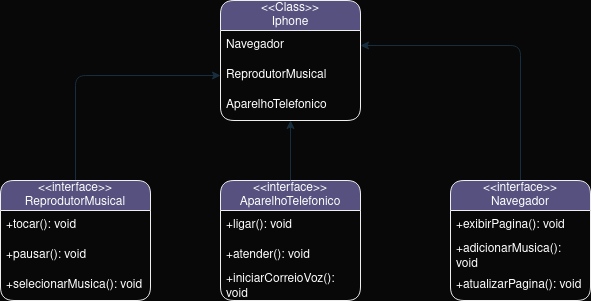 <<Class>>
Iphone
Navegador
ReprodutorMusical
AparelhoTelefonico
<<interface>>
ReprodutorMusical
+tocar(): void
+pausar(): void
+selecionarMusica(): void
<<interface>>
AparelhoTelefonico
+ligar(): void
+atender(): void
+iniciarCorreioVoz():
void
<<interface>>
Navegador
+exibirPagina(): void
+adicionarMusica():
void
+atualizarPagina(): void